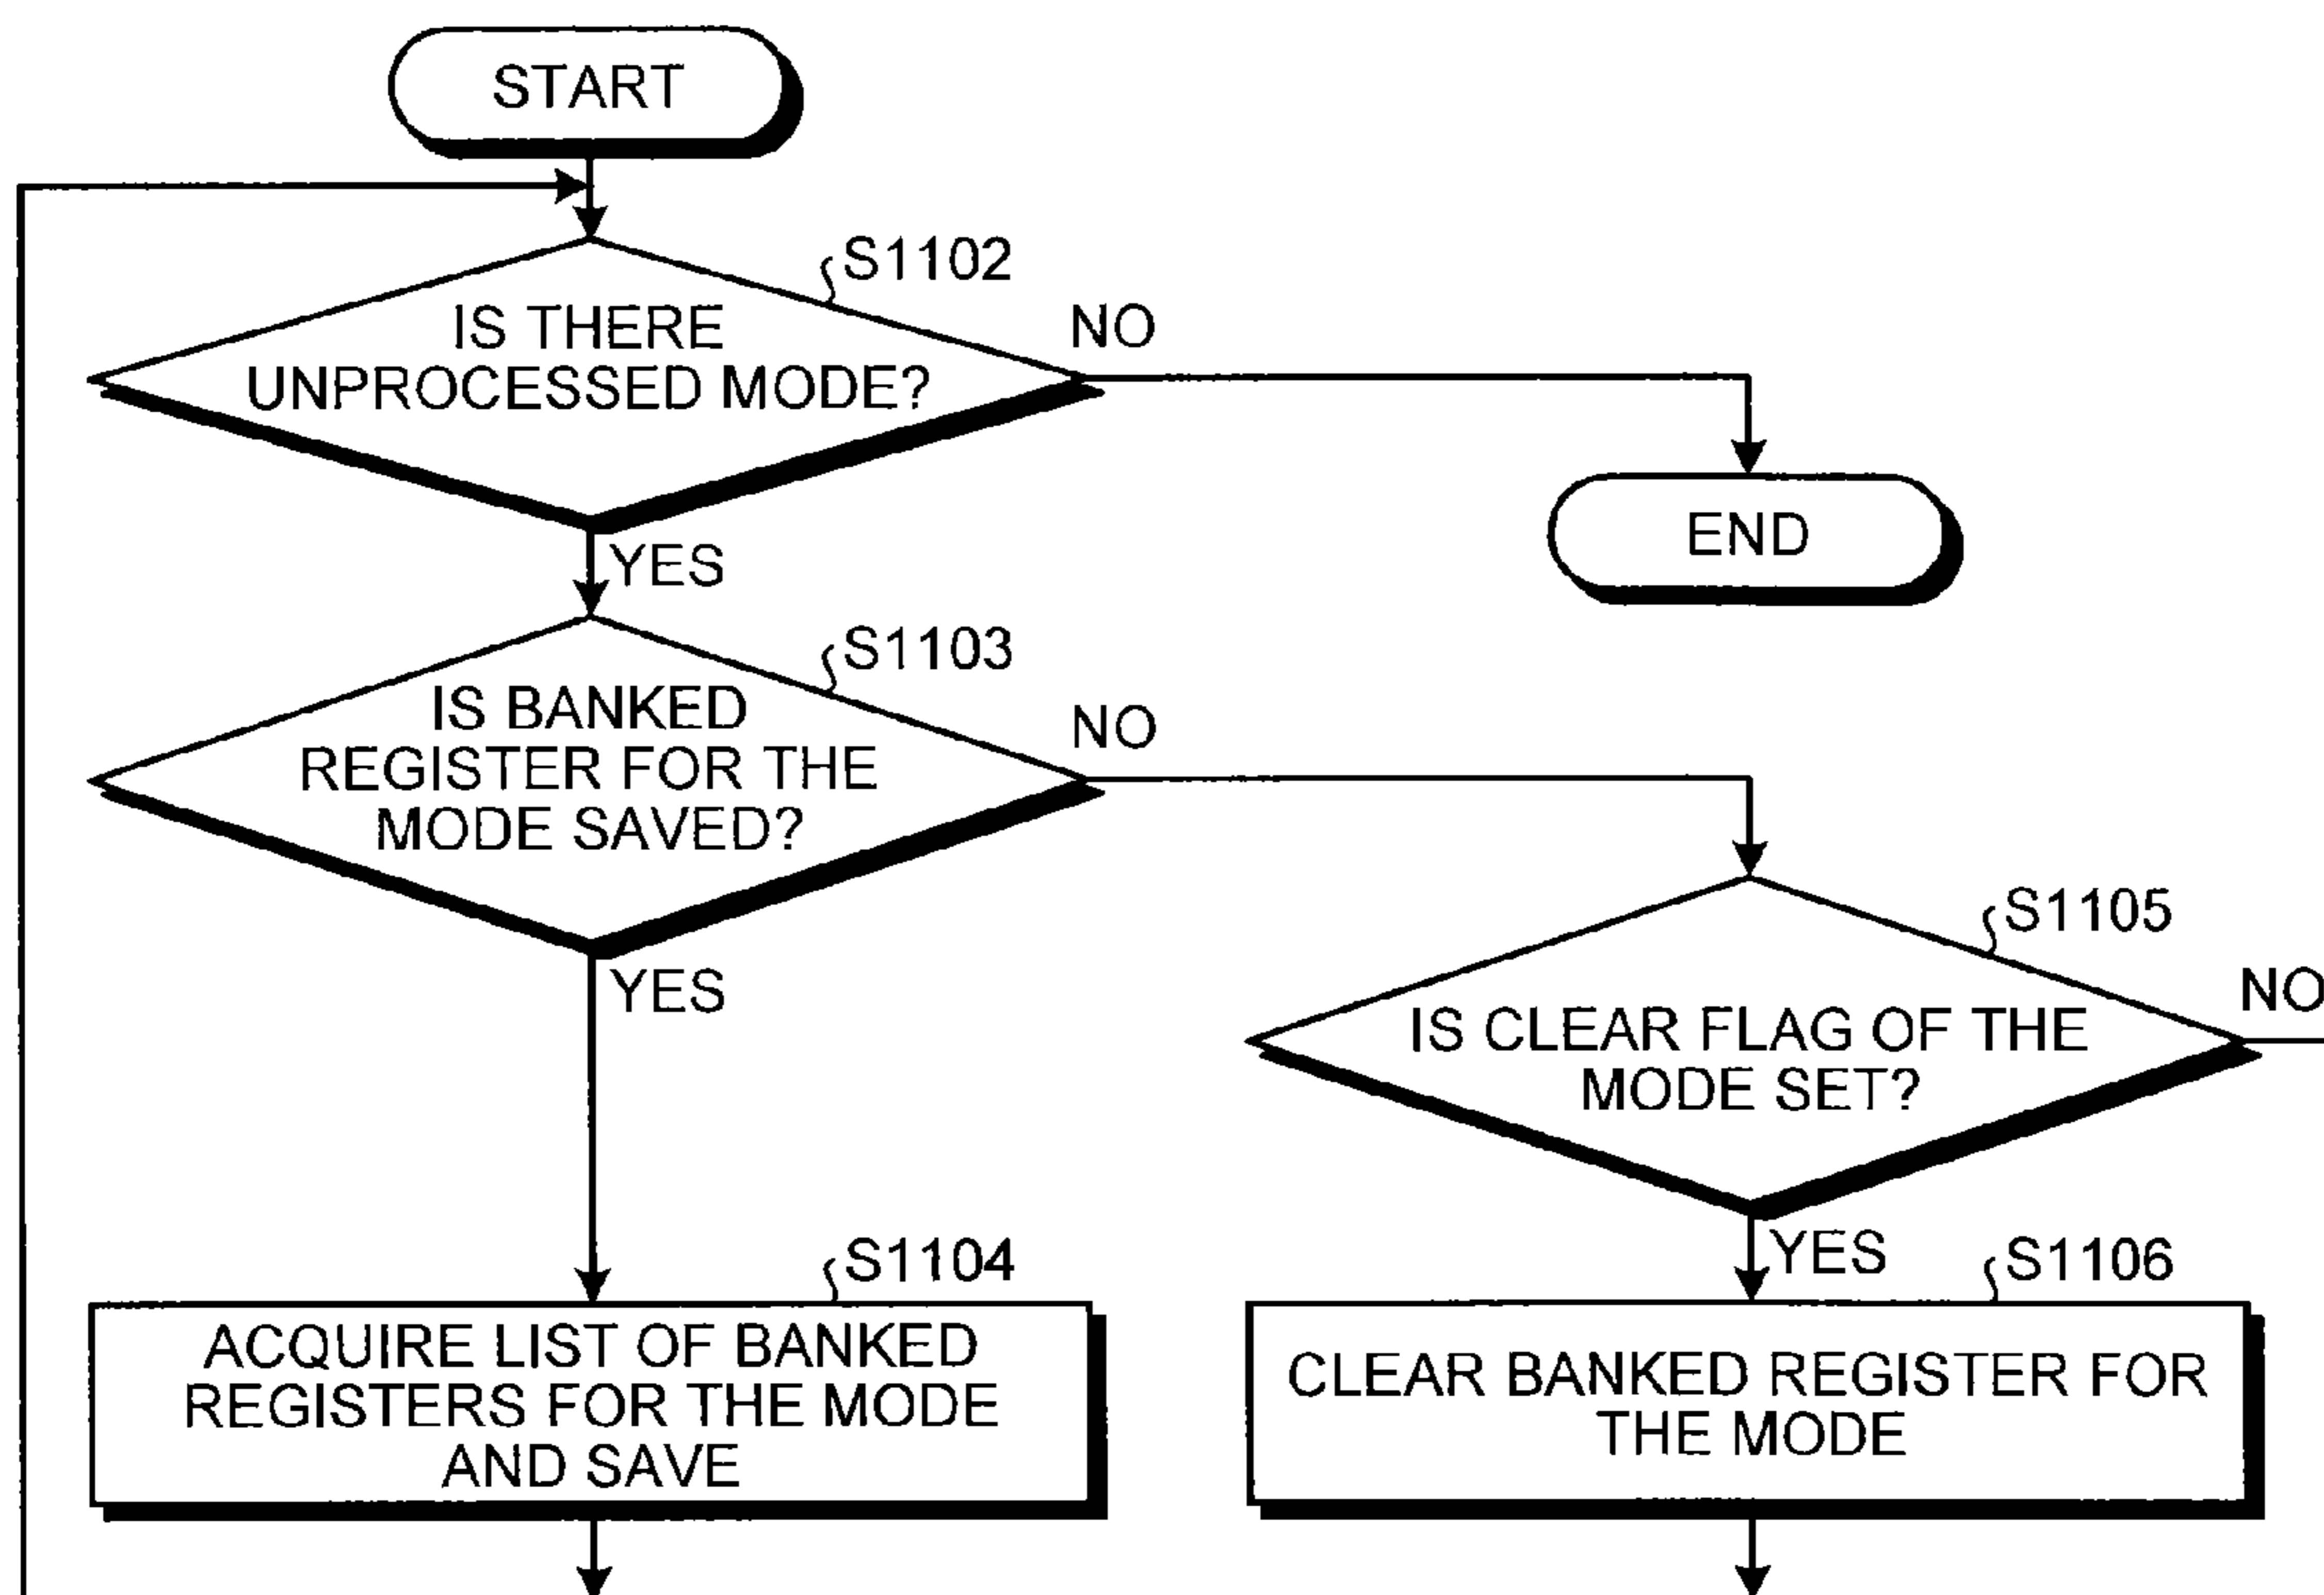 START
S1102
IS THERE
UNPROCESSED MODE?
NO
END
YES
S1103
IS BANKED
REGISTER FOR THE
MODE SAVED?
NO
YES
S1105
IS CLEAR FLAG OF THE
MODE SET?
NO
YES
S1104
ACQUIRE LIST OF BANKED
REGISTERS FOR THE MODE
AND SAVE
S1106
CLEAR BANKED REGISTER FOR
THE MODE